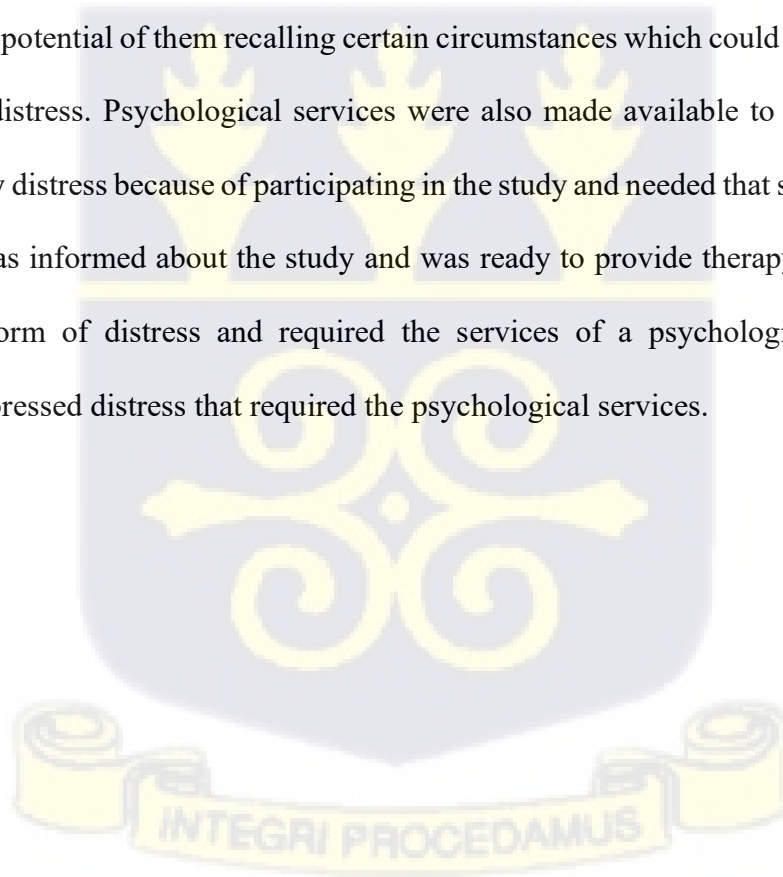 potential of them recalling certain circumstances which could
distress. Psychological services were also made available to
distress because of participating in the study and needed that
as informed about the study and was ready to provide therapy
orm of distress and required the services of a psychologi
pressed distress that required the psychological services.
INTEGRI PROCEDAMUS